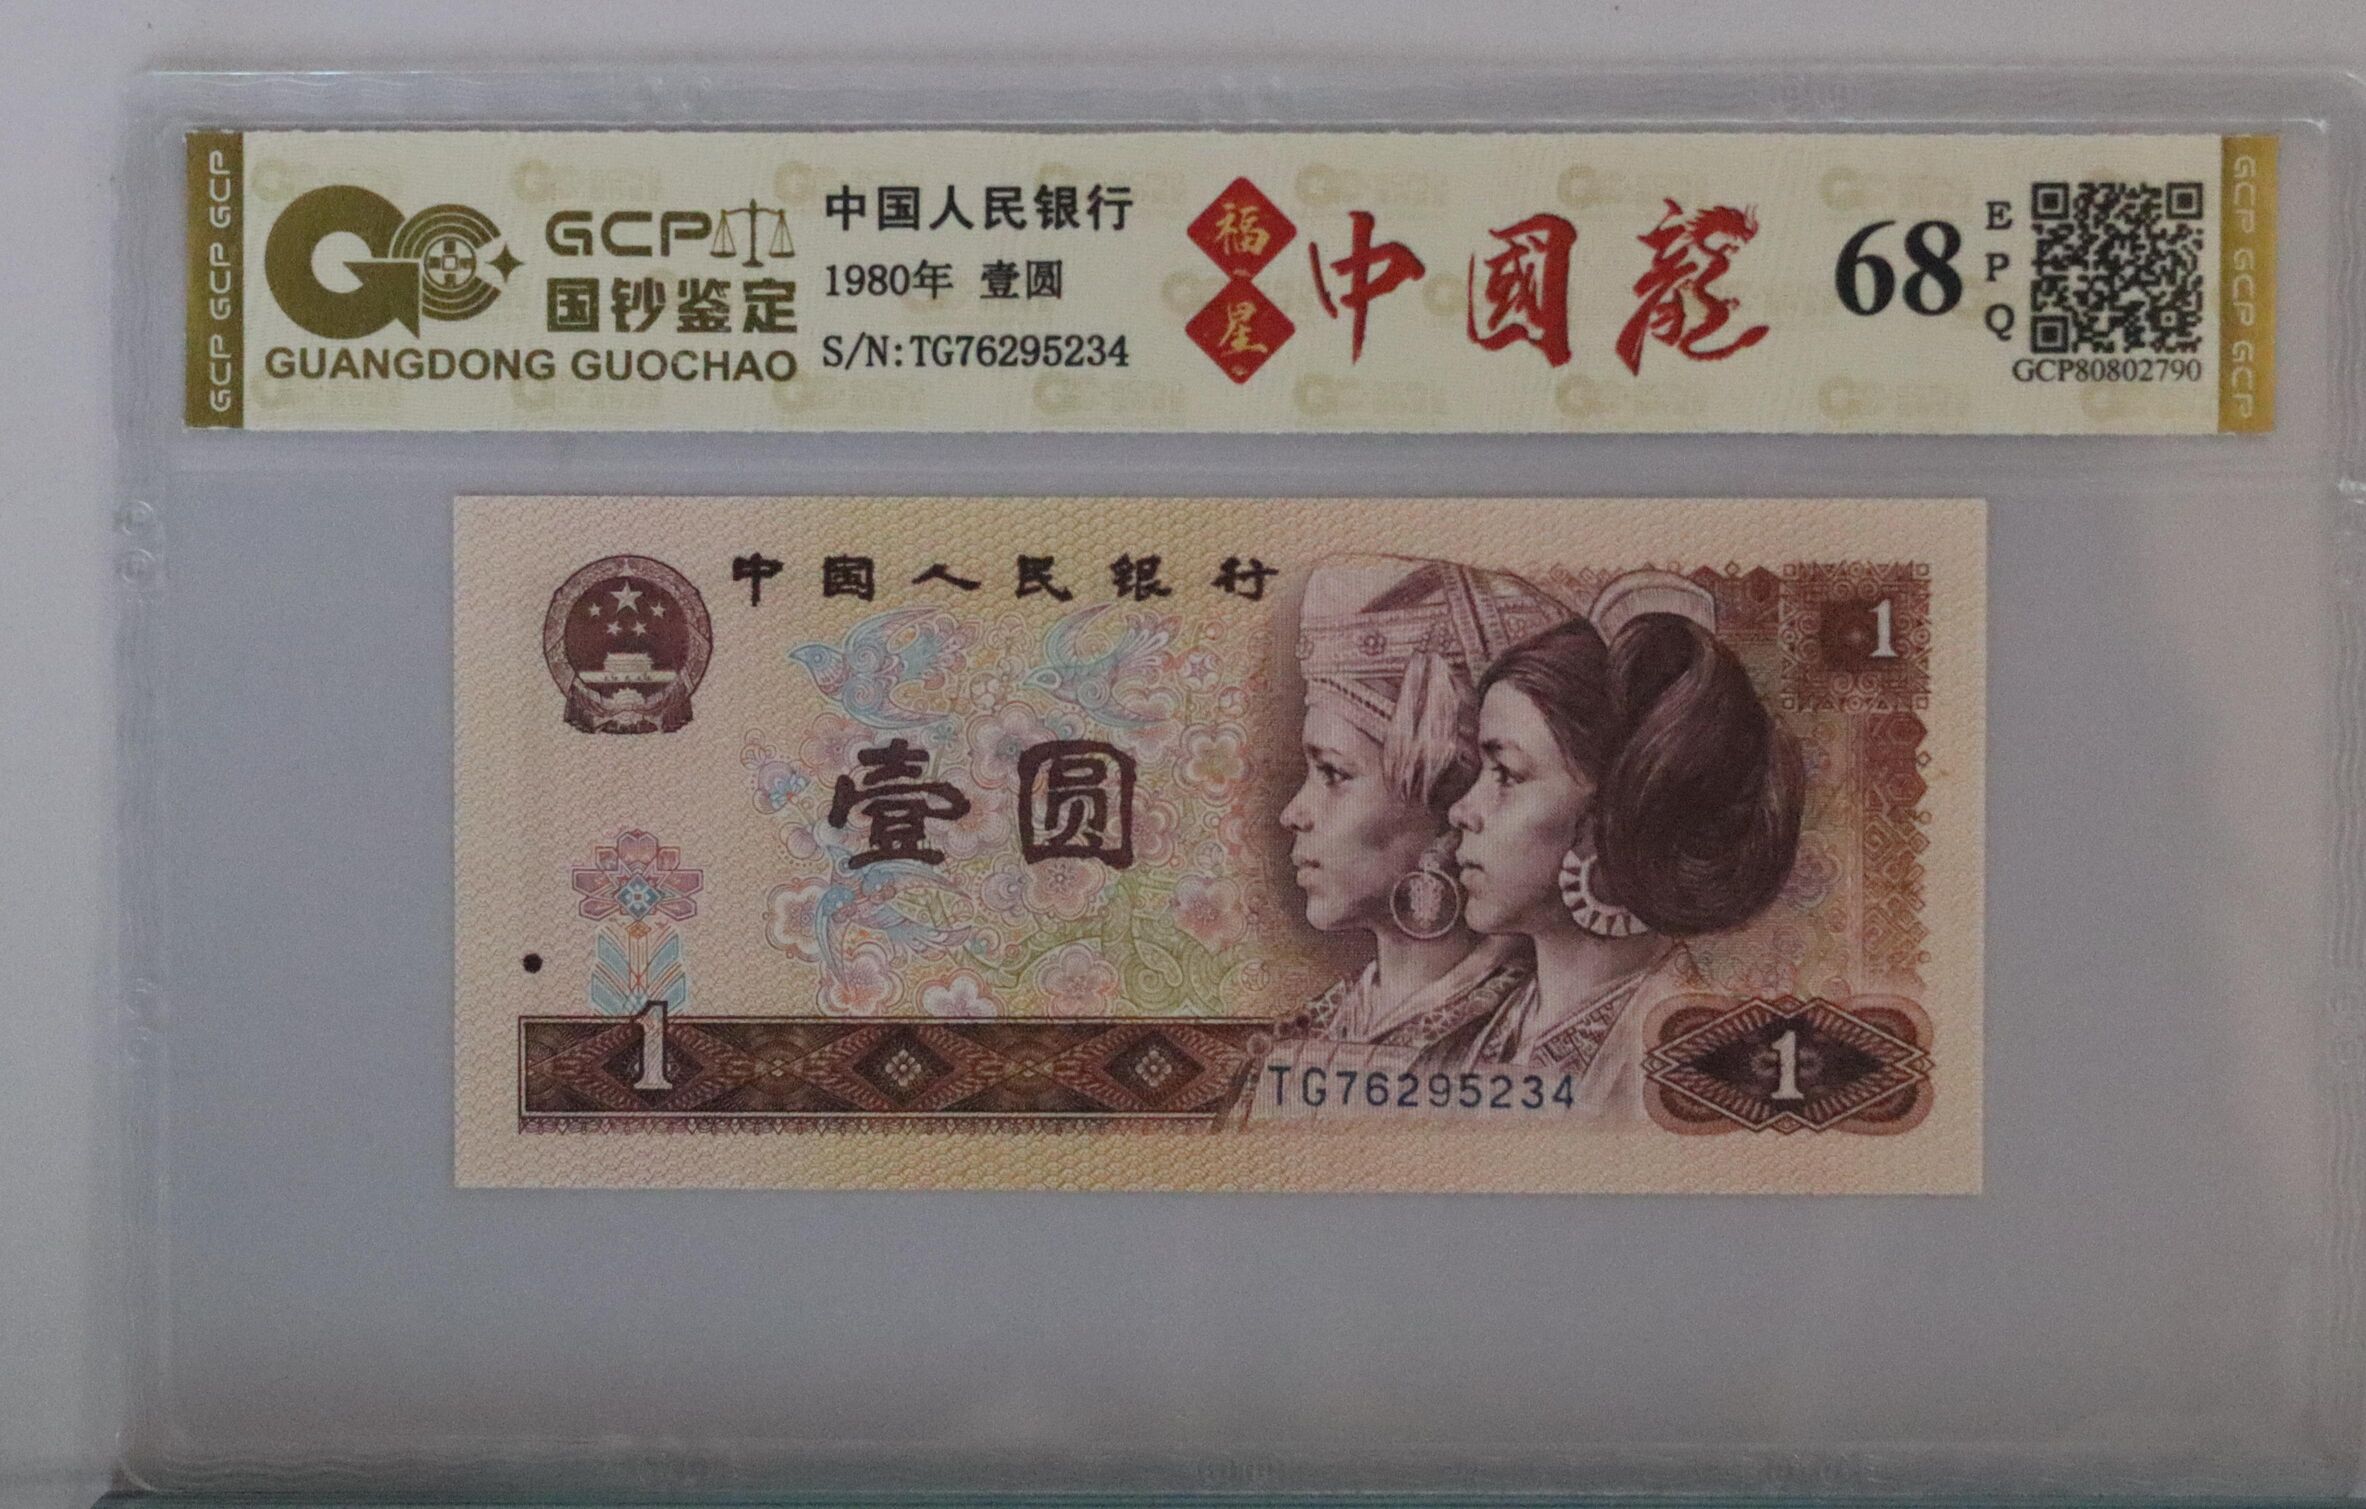 GCP GCP GCP
GCP
国钞鉴定
GUANGDONG GUOCHAO
中国人民银行
1980年 壹圆
S/N:TG76295234
福星
中國龍
68
EPQ
GCP80802790
GCP GCP GCP
中国人民银行
1
壹圆
1
TG76295234
1